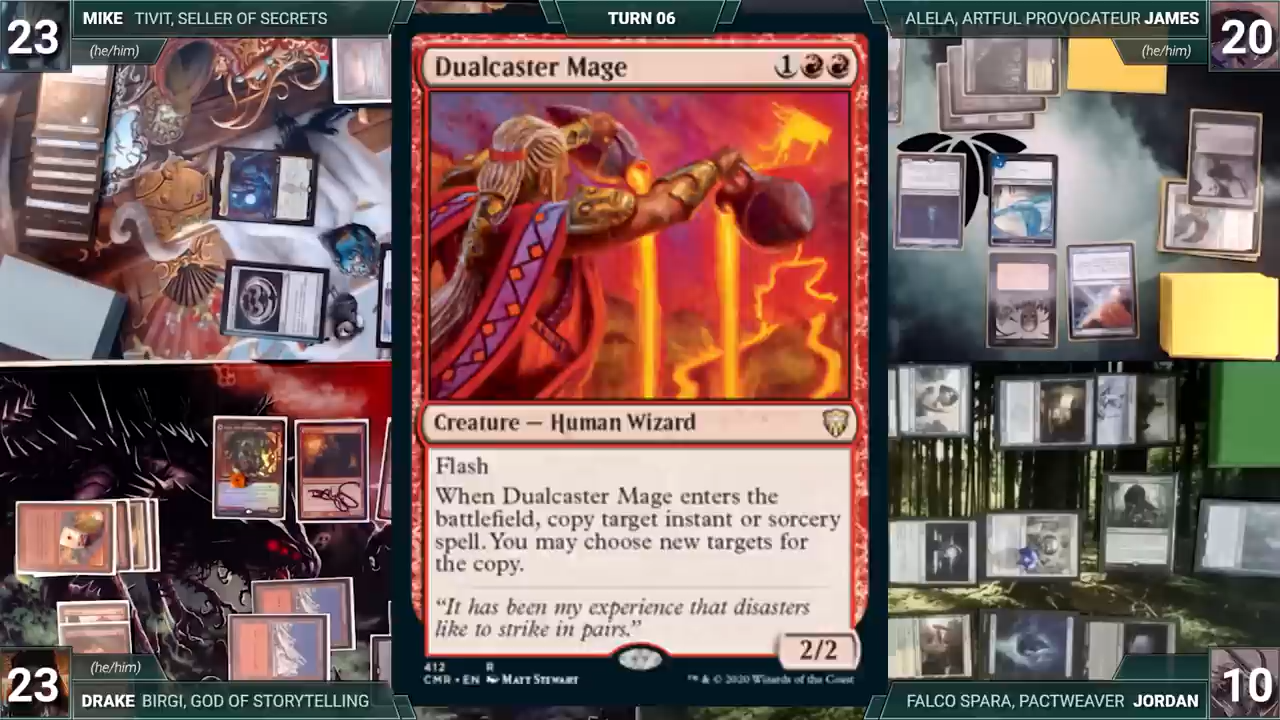 23
MIKE TIVIT, SELLER OF SECRETS
(he/him)
TURN 06
ALELA, ARTFUL PROVOCATEUR JAMES
(he/him)
20
Dualcaster Mage
1
Creature — Human Wizard
Flash
When Dualcaster Mage enters the
battlefield, copy target instant or sorcery
spell. You may choose new targets for
the copy.
“It has been my experience that disasters
like to strike in pairs.”
2/2
412 R
CMR • EN MATT STEWART
™ & © 2020 Wizards of the Coast
23
(he/him)
DRAKE BIRGI, GOD OF STORYTELLING
FALCO SPARA, PACTWEAVER JORDAN
(he/him)
10